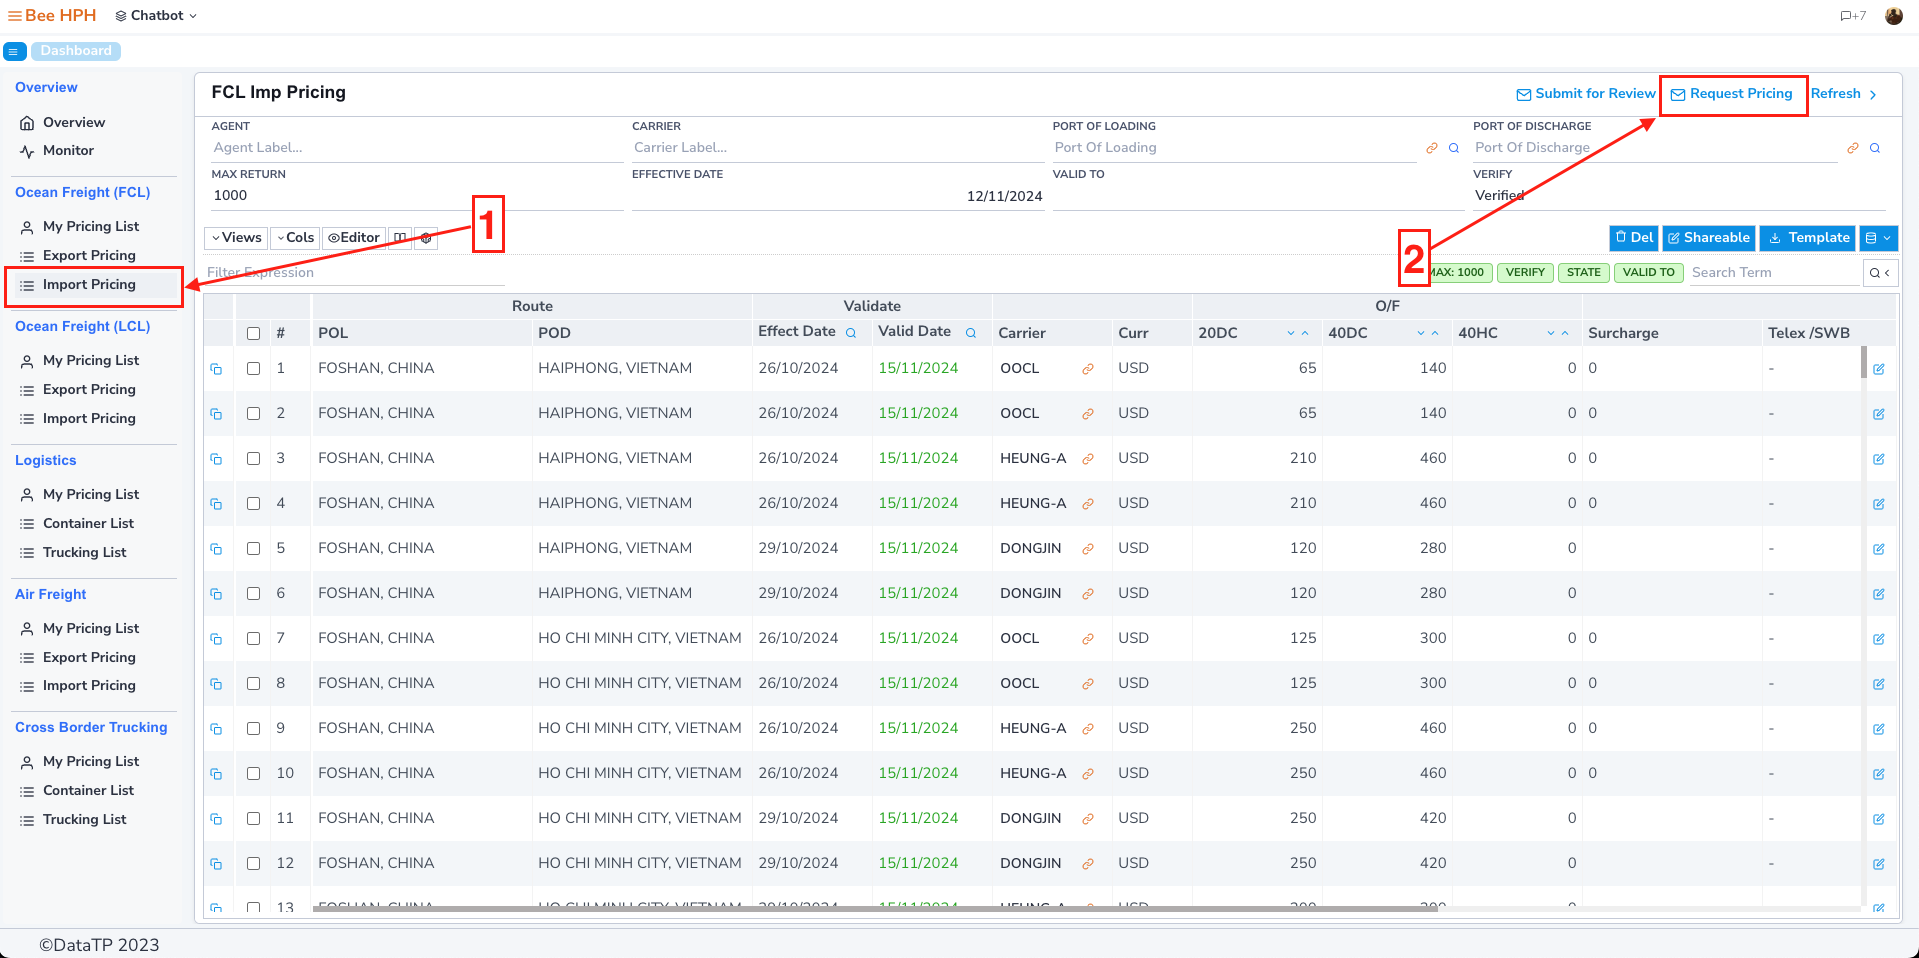 Bee HPH Chatbot +7
Dashboard
Overview
Overview
Monitor
Ocean Freight (FCL)
My Pricing List
Export Pricing
Import Pricing
Ocean Freight (LCL)
My Pricing List
Export Pricing
Import Pricing
Logistics
My Pricing List
Container List
Trucking List
Air Freight
My Pricing List
Export Pricing
Import Pricing
Cross Border Trucking
My Pricing List
Container List
Trucking List
FCL Imp Pricing Submit for Review Request Pricing Refresh
AGENT CARRIER PORT OF LOADING PORT OF DISCHARGE
Agent Label... Carrier Label... Port Of Loading Port Of Discharge
MAX RETURN EFFECTIVE DATE VALID TO VERIFY
1000 12/11/2024 Verified
1
2
Views Cols Editor Del Shareable Template
Filter Expression MAX: 1000 VERIFY STATE VALID TO Search Term
Route Validate O/F
# POL POD Effect Date Valid Date Carrier Curr 20DC 40DC 40HC Surcharge Telex /SWB
1 FOSHAN, CHINA HAIPHONG, VIETNAM 26/10/2024 15/11/2024 OOCL USD 65 140 0 0 -
2 FOSHAN, CHINA HAIPHONG, VIETNAM 26/10/2024 15/11/2024 OOCL USD 65 140 0 0 -
3 FOSHAN, CHINA HAIPHONG, VIETNAM 26/10/2024 15/11/2024 HEUNG-A USD 210 460 0 0 -
4 FOSHAN, CHINA HAIPHONG, VIETNAM 26/10/2024 15/11/2024 HEUNG-A USD 210 460 0 0 -
5 FOSHAN, CHINA HAIPHONG, VIETNAM 29/10/2024 15/11/2024 DONGJIN USD 120 280 0 -
6 FOSHAN, CHINA HAIPHONG, VIETNAM 29/10/2024 15/11/2024 DONGJIN USD 120 280 0 -
7 FOSHAN, CHINA HO CHI MINH CITY, VIETNAM 26/10/2024 15/11/2024 OOCL USD 125 300 0 0 -
8 FOSHAN, CHINA HO CHI MINH CITY, VIETNAM 26/10/2024 15/11/2024 OOCL USD 125 300 0 0 -
9 FOSHAN, CHINA HO CHI MINH CITY, VIETNAM 26/10/2024 15/11/2024 HEUNG-A USD 250 460 0 0 -
10 FOSHAN, CHINA HO CHI MINH CITY, VIETNAM 26/10/2024 15/11/2024 HEUNG-A USD 250 460 0 0 -
11 FOSHAN, CHINA HO CHI MINH CITY, VIETNAM 29/10/2024 15/11/2024 DONGJIN USD 250 420 0 -
12 FOSHAN, CHINA HO CHI MINH CITY, VIETNAM 29/10/2024 15/11/2024 DONGJIN USD 250 420 0 -
13 FOSHAN, CHINA HO CHI MINH CITY, VIETNAM 29/10/2024 15/11/2024 HEUNG-A USD
©DataTP 2023